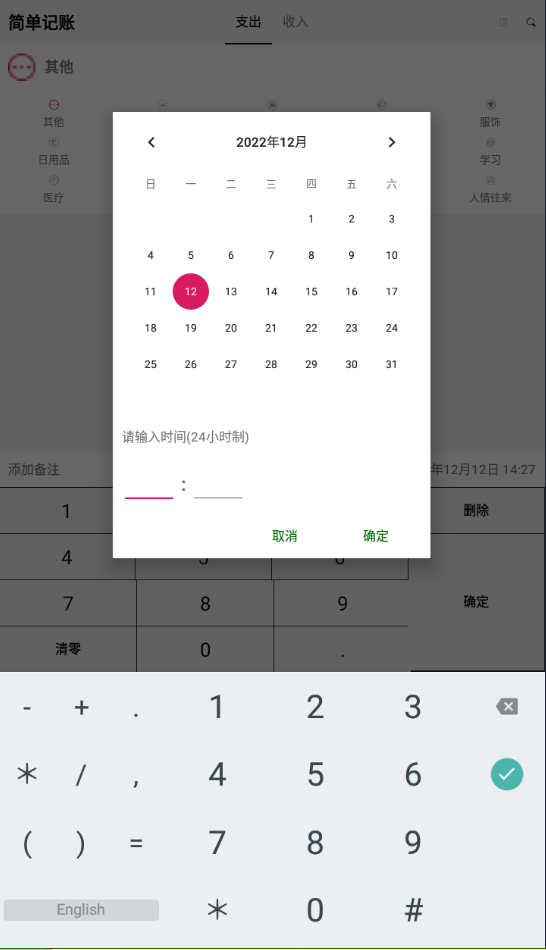 简单记账 支出 收入
其他
其他 服饰
日用品 学习
医疗 人情往来
2022年12月
日 一 二 三 四 五 六
1 2 3
4 5 6 7 8 9 10
11 12 13 14 15 16 17
18 19 20 21 22 23 24
25 26 27 28 29 30 31
请输入时间(24小时制)
:
添加备注 年12月12日 14:27
取消 确定
1 删除
4 5 6
7 8 9 确定
清零 0 .
- + . 1 2 3
* / , 4 5 6
( ) = 7 8 9
English * 0 #